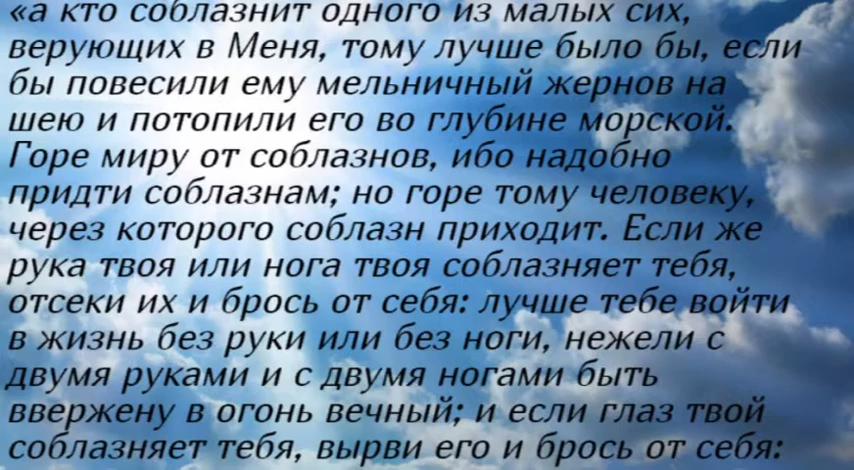 «а кто соблазнит одного из малых сих,
верующих в Меня, тому лучше было бы, если
бы повесили ему мельничный жернов на
шею и потопили его во глубине морской.
Горе миру от соблазнов, ибо надобно
придти соблазнам; но горе тому человеку,
через которого соблазн приходит. Если же
рука твоя или нога твоя соблазняет тебя,
отсеки их и брось от себя: лучше тебе войти
в жизнь без руки или без ноги, нежели с
двумя руками и с двумя ногами быть
ввержену в огонь вечный; и если глаз твой
соблазняет тебя, вырви его и брось от себя: